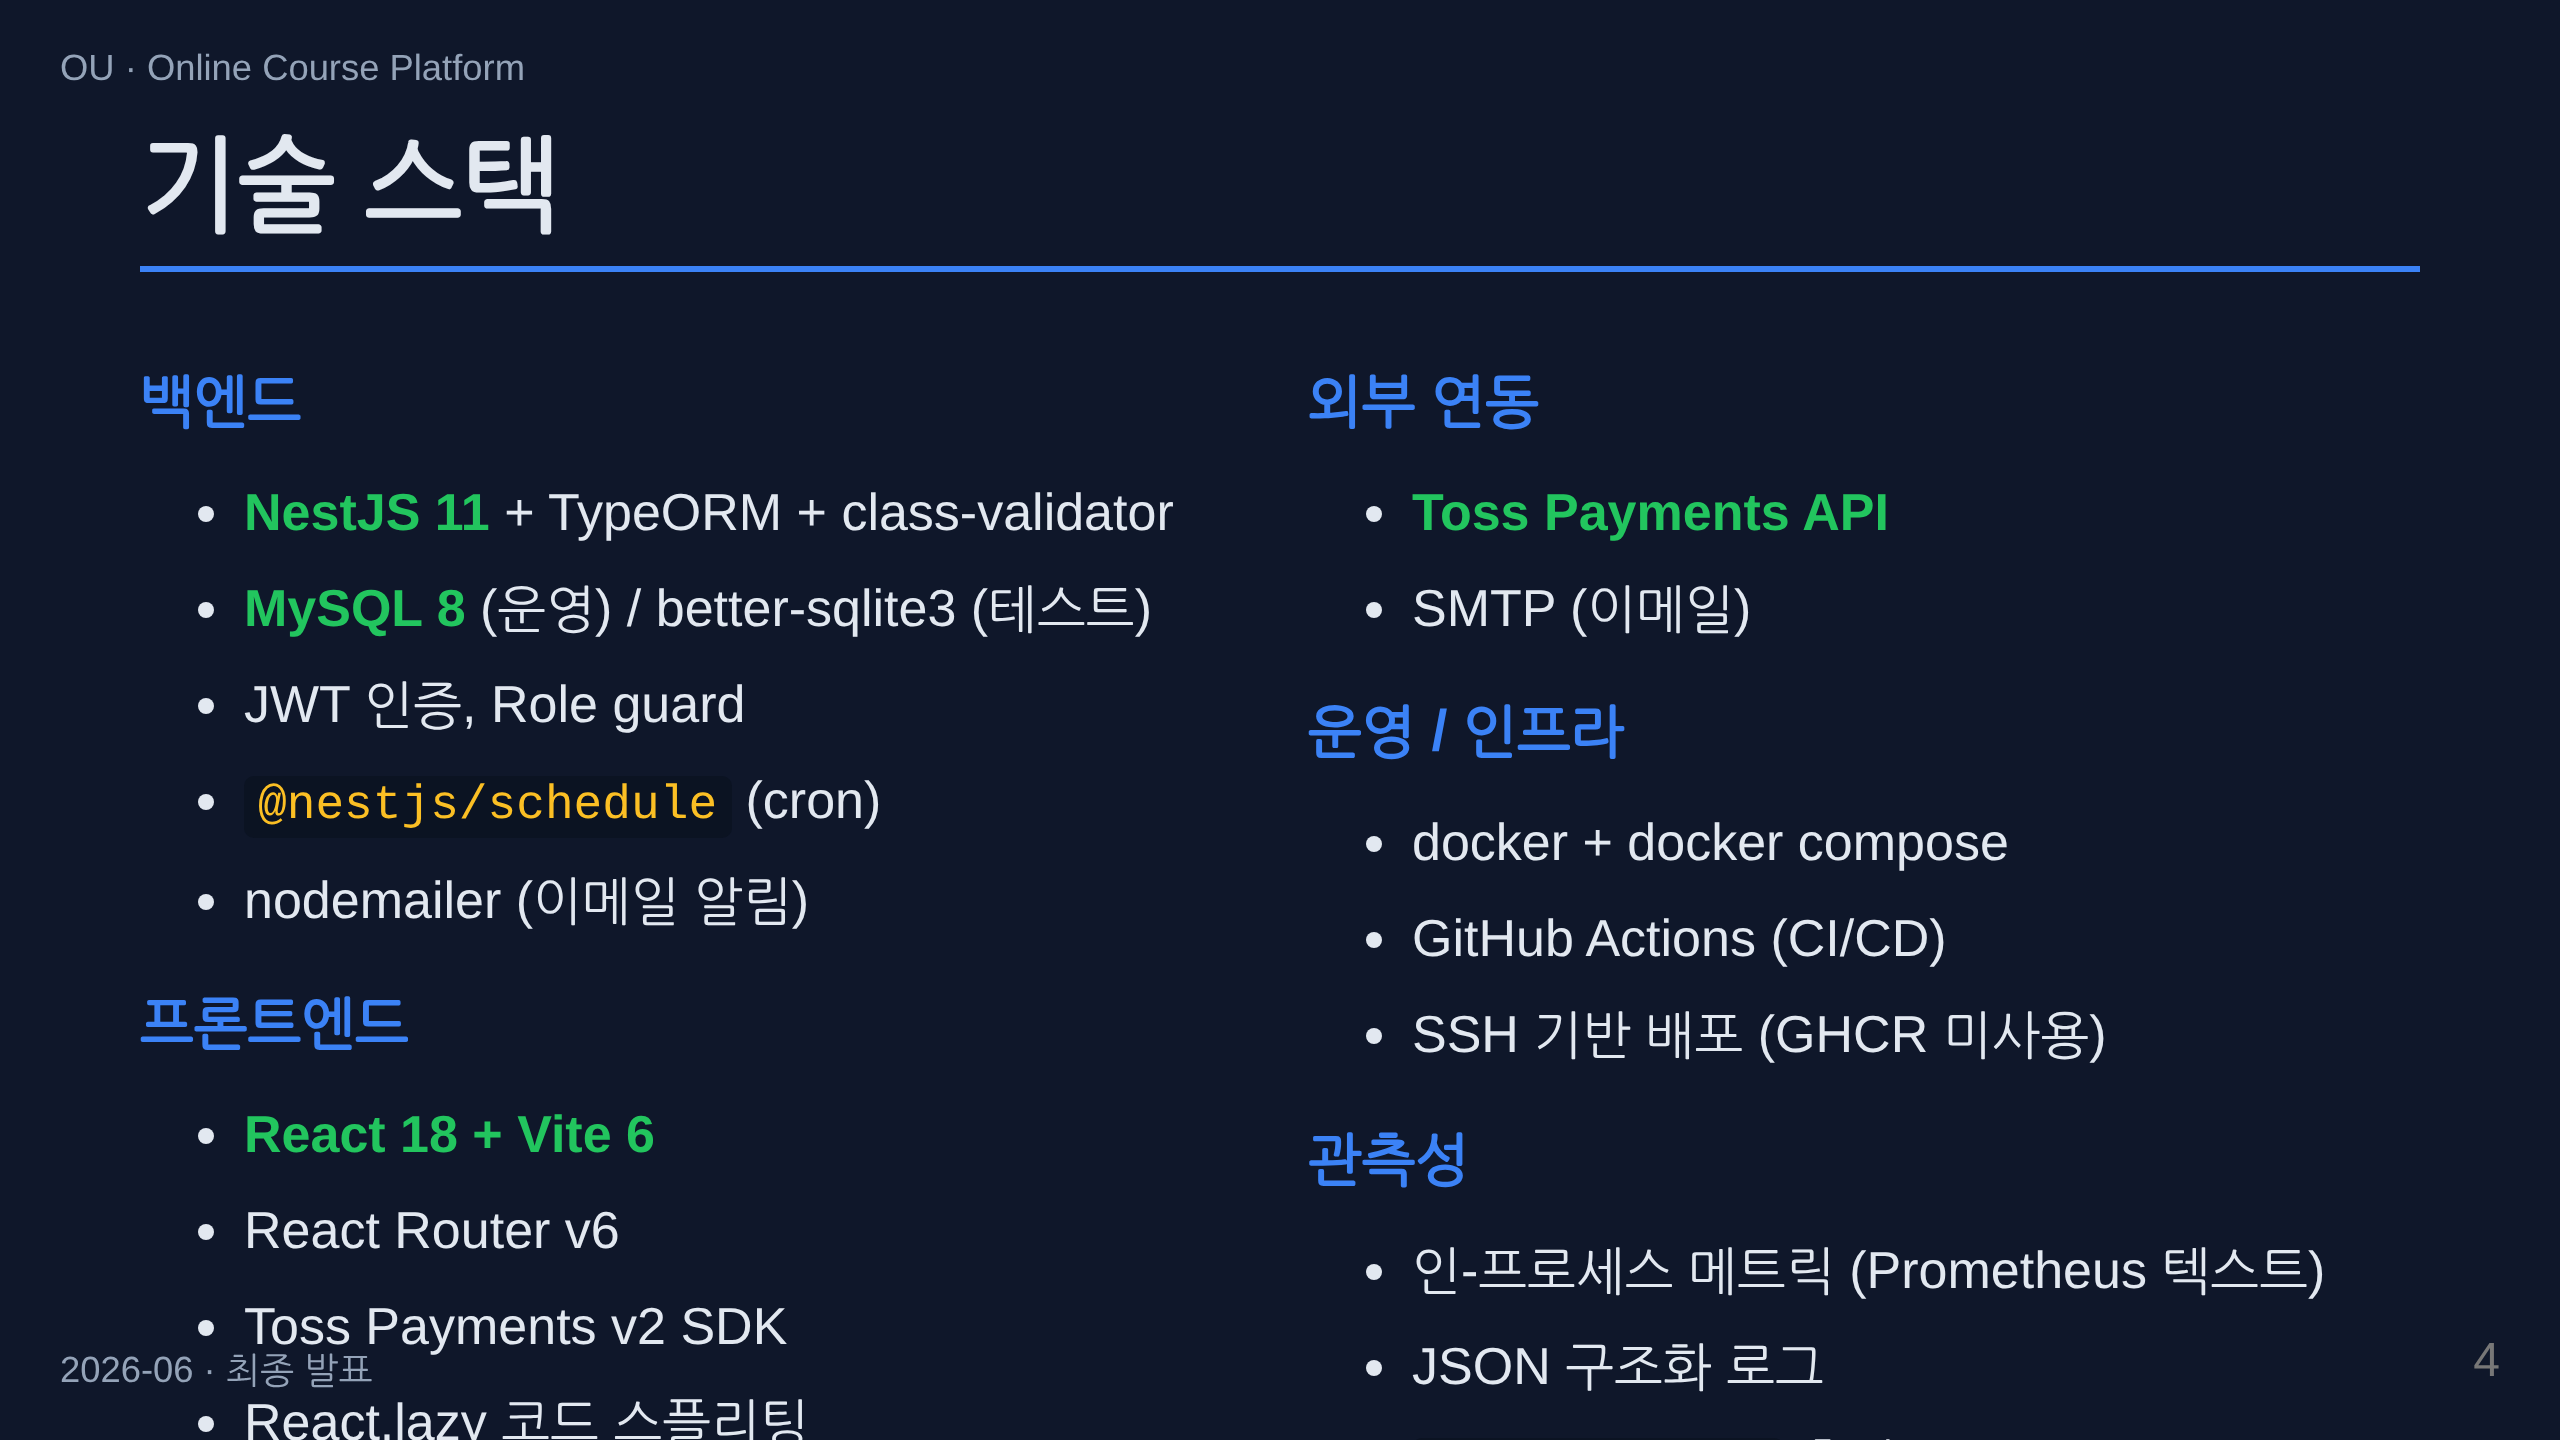 OU · Online Course Platform
기술 스택
백엔드
• NestJS 11 + TypeORM + class-validator
• MySQL 8 (운영) / better-sqlite3 (테스트)
• JWT 인증, Role guard
• @nestjs/schedule (cron)
• nodemailer (이메일 알림)
프론트엔드
• React 18 + Vite 6
• React Router v6
• Toss Payments v2 SDK
• React.lazy 코드 스플리팅
외부 연동
• Toss Payments API
• SMTP (이메일)
운영 / 인프라
• docker + docker compose
• GitHub Actions (CI/CD)
• SSH 기반 배포 (GHCR 미사용)
관측성
• 인-프로세스 메트릭 (Prometheus 텍스트)
• JSON 구조화 로그
2026-06 · 최종 발표
4